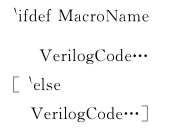 ‵ifdef MacroName
VerilogCode⋯
[ ‵else
VerilogCode⋯]